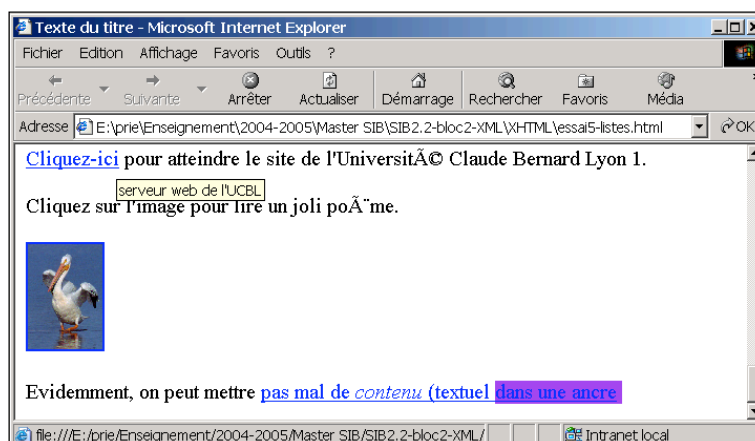 Texte du titre - Microsoft Internet Explorer
Fichier Edition Affichage Favoris Outils ?
Précédente Suivante Arrêter Actualiser Démarrage Rechercher Favoris Média
Adresse E:\prie\Enseignement\2004-2005\Master SIB\SIB2.2-bloc2-XML\XHTML\essai5-listes.html OK
Cliquez-ici pour atteindre le site de l'UniversitÃ© Claude Bernard Lyon 1.
serveur web de l'UCBL
Cliquez sur l'image pour lire un joli poÃ¨me.
Evidemment, on peut mettre pas mal de contenu (textuel dans une ancre
file:///E:/prie/Enseignement/2004-2005/Master SIB/SIB2.2-bloc2-XML/ Intranet local